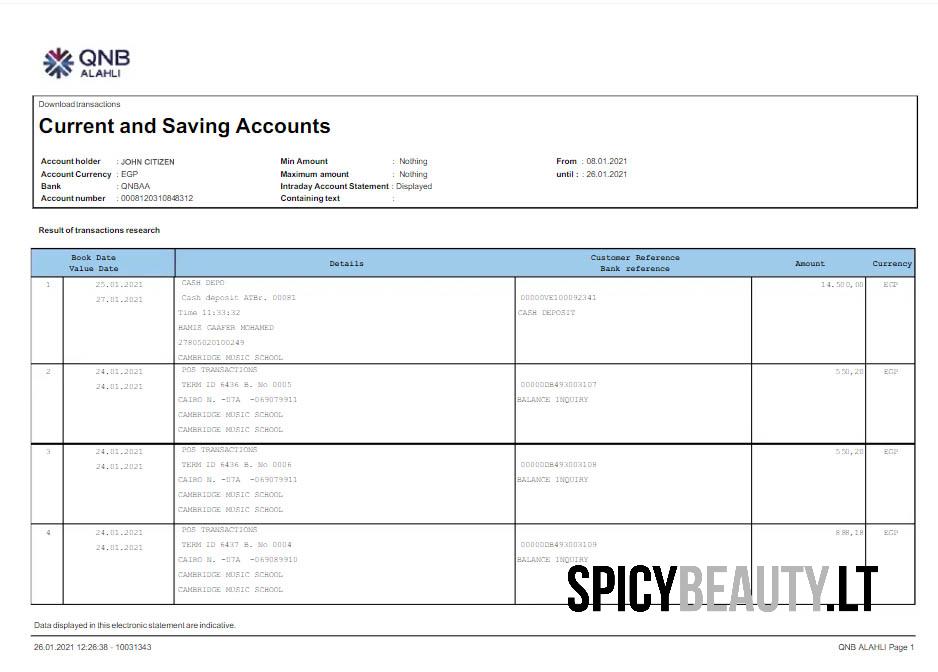 QNB
ALAHLI
Download transactions
Current and Saving Accounts
Account holder : JOHN CITIZEN Min Amount : Nothing From : 08.01.2021
Account Currency : EGP Maximum amount : Nothing until : : 26.01.2021
Bank : QNBAA Intraday Account Statement : Displayed
Account number : 0008120310848312 Containing text :
Result of transactions research
Book Date Customer Reference
Details Amount Currency
Value Date Bank reference
1 25.01.2021 CASH DEPO 14.500,00 EGP
27.01.2021 Cash deposit ATBr. 00081 00000VE100092341
Time 11:33:32 CASH DEPOSIT
HAMIS GAAFER MOHAMED
27805020100249
CAMBRIDGE MUSIC SCHOOL
2 24.01.2021 POS TRANSACTIONS 550,20 EGP
24.01.2021 TERM ID 6436 B. No 0005 00000DB493003107
CAIRO N. -07A -069079911 BALANCE INQUIRY
CAMBRIDGE MUSIC SCHOOL
CAMBRIDGE MUSIC SCHOOL
3 24.01.2021 POS TRANSACTIONS 550,20 EGP
24.01.2021 TERM ID 6436 B. No 0006 00000DB493003108
CAIRO N. -07A -069079911 BALANCE INQUIRY
CAMBRIDGE MUSIC SCHOOL
CAMBRIDGE MUSIC SCHOOL
4 24.01.2021 POS TRANSACTIONS 888,18 EGP
24.01.2021 TERM ID 6437 B. No 0004 00000DB493003109
CAIRO N. -07A -069089910 BALANCE INQUIRY
CAMBRIDGE MUSIC SCHOOL
CAMBRIDGE MUSIC SCHOOL
SPICYBEAUTY.LT
Data displayed in this electronic statement are indicative.
26.01.2021 12:26:38 - 10031343 QNB ALAHLI Page 1